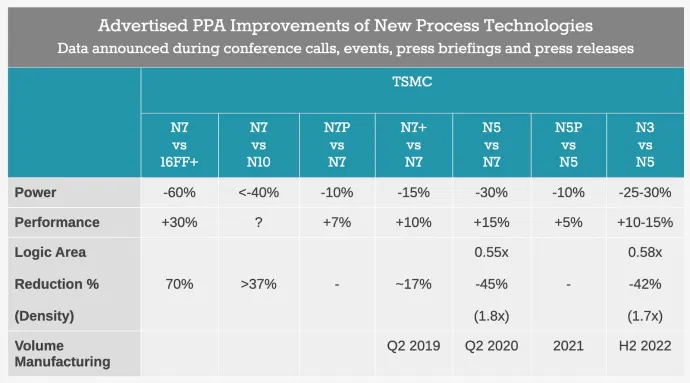 Advertised PPA Improvements of New Process Technologies
Data announced during conference calls, events, press briefings and press releases
TSMC
N7 vs 16FF+ N7 vs N10 N7P vs N7 N7+ vs N7 N5 vs N7 N5P vs N5 N3 vs N5
Power -60% <-40% -10% -15% -30% -10% -25-30%
Performance +30% ? +7% +10% +15% +5% +10-15%
Logic Area 0.55x 0.58x
Reduction % 70% >37% - ~17% -45% - -42%
(Density) (1.8x) (1.7x)
Volume Manufacturing Q2 2019 Q2 2020 2021 H2 2022